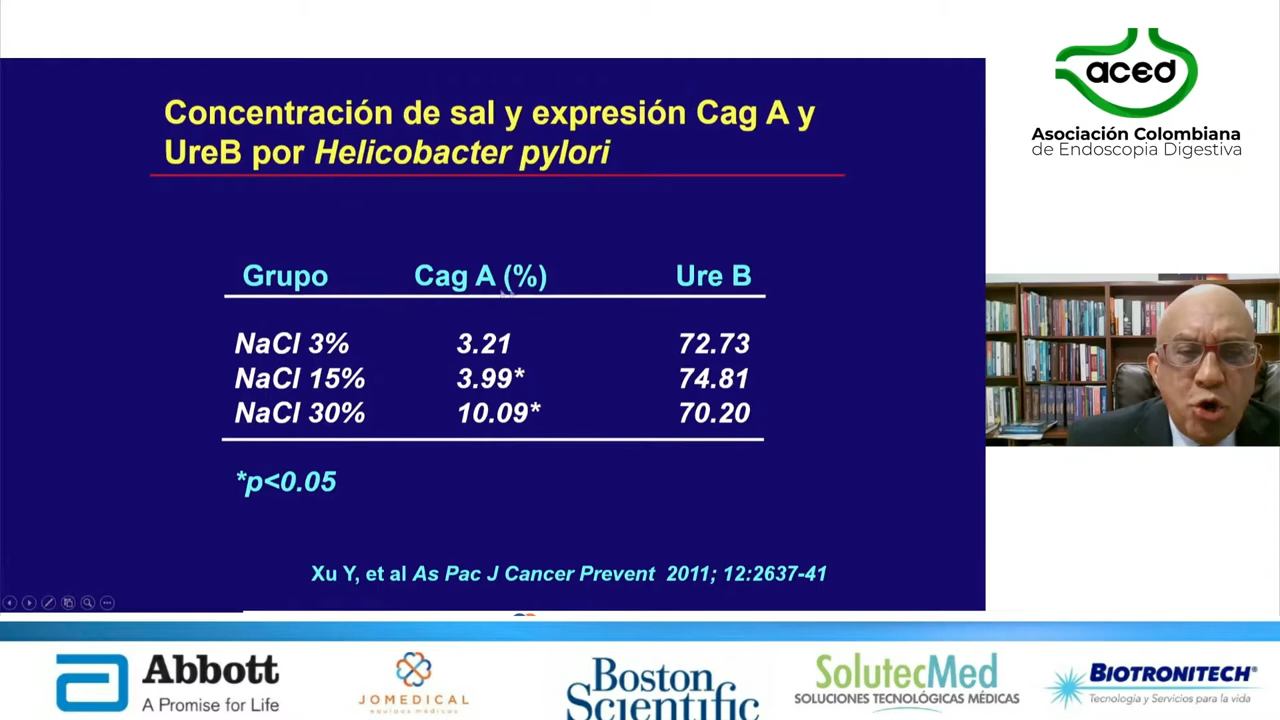 Concentración de sal y expresión Cag A y
UreB por Helicobacter pylori
Grupo Cag A (%) Ure B
NaCl 3% 3.21 72.73
NaCl 15% 3.99* 74.81
NaCl 30% 10.09* 70.20
*p<0.05
Xu Y, et al As Pac J Cancer Prevent 2011; 12:2637-41
aced
Asociación Colombiana
de Endoscopia Digestiva
Abbott
A Promise for Life
JOMEDICAL
equipos médicos
Boston
Scientific
SolutecMed
SOLUCIONES TECNOLÓGICAS MÉDICAS
BIOTRONITECH®
Tecnología y Servicios para la vida